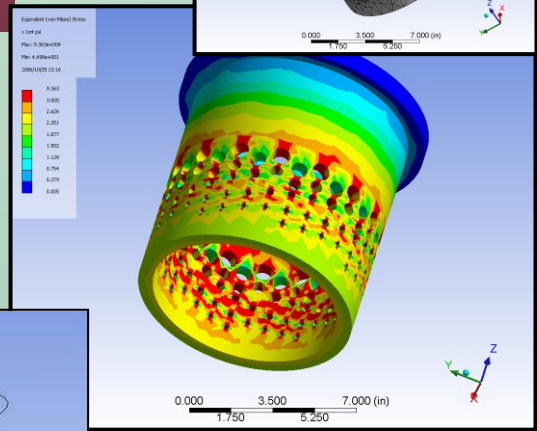 0.000 3.500 7.000 (in)
1.750 5.250
Z
X
Y
Equivalent (von-Mises) Stress
× 1e4 psi
Max: 9.363e+004
Min: 4.696e+001
2006/10/25 13:16
9.363
3.000
2.626
2.251
1.877
1.502
1.128
0.754
0.379
0.005
Z
Y
X
0.000 3.500 7.000 (in)
1.750 5.250